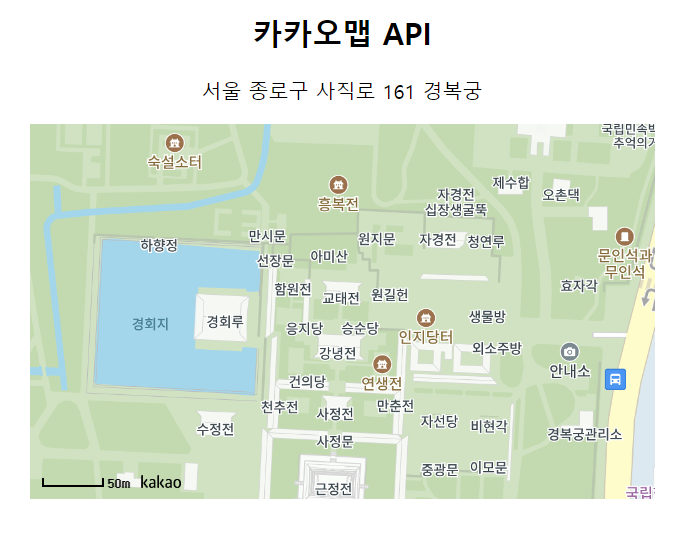 카카오맵 API
서울 종로구 사직로 161 경복궁
국립민속박
추억의거
숙설소터
제수합
흥복전
자경전
십장생굴뚝
오촌댁
만시문
원지문
자경전
청연루
하향정
선장문
아미산
문인석과
무인석
함원전
교태전
원길헌
효자각
경회지
경회루
응지당
승순당
인지당터
생물방
강녕전
외소주방
연생전
안내소
건의당
천추전
사정전
만춘전
수정전
자선당
비현각
경복궁관리소
사정문
중광문
이모문
근정전
국립
50m
kakao